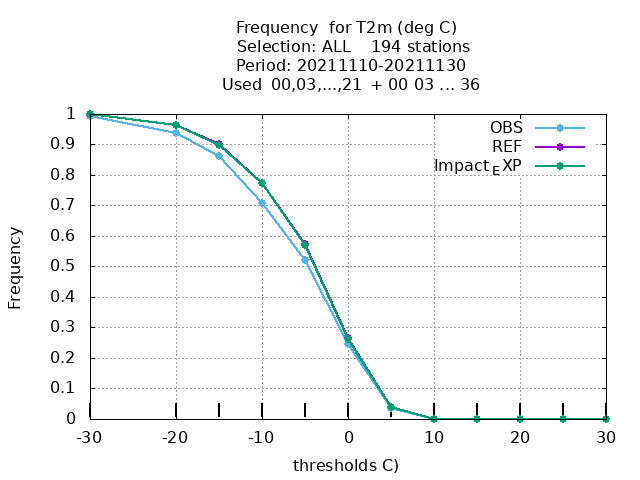 Frequency  for T2m (deg C)
Selection: ALL    194 stations
Period: 20211110-20211130
Used  00,03,...,21  + 00 03 ... 36
OBS
REF
Impact_EXP
1
0.9
0.8
0.7
0.6
0.5
0.4
0.3
0.2
0.1
0
Frequency
-30
-20
-10
0
10
20
30
thresholds C)